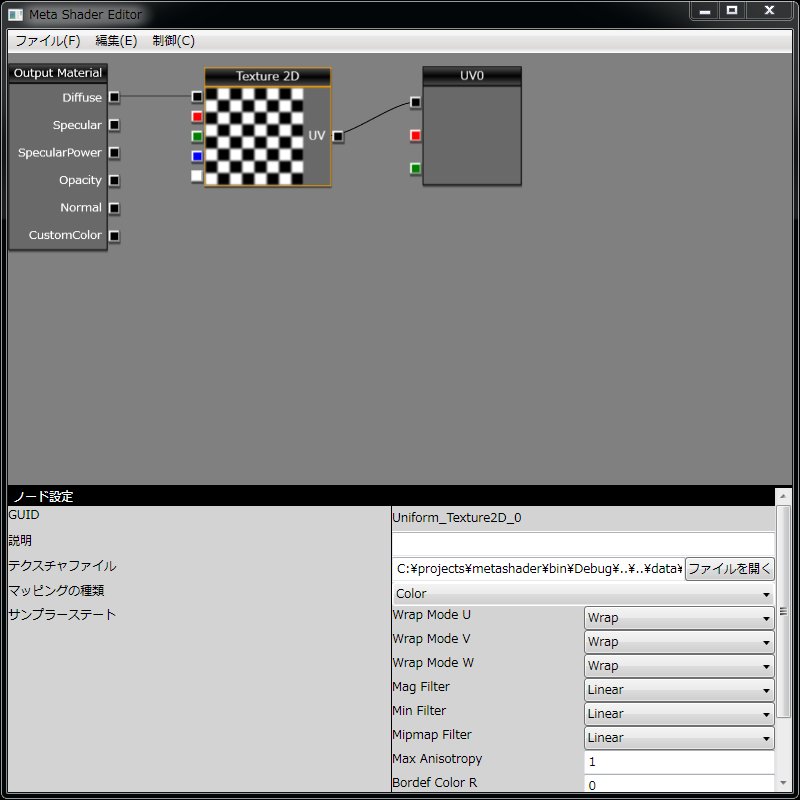 Meta Shader Editor
ファイル(F) 編集(E) 制御(C)
Output Material
Diffuse
Specular
SpecularPower
Opacity
Normal
CustomColor
Texture 2D
UV
UV0
ノード設定
GUID Uniform_Texture2D_0
説明
テクスチャファイル C:¥projects¥metashader¥bin¥Debug¥..¥..¥data¥ ファイルを開く
マッピングの種類 Color
サンプラーステート Wrap Mode U Wrap
Wrap Mode V Wrap
Wrap Mode W Wrap
Mag Filter Linear
Min Filter Linear
Mipmap Filter Linear
Max Anisotropy 1
Bordef Color R 0